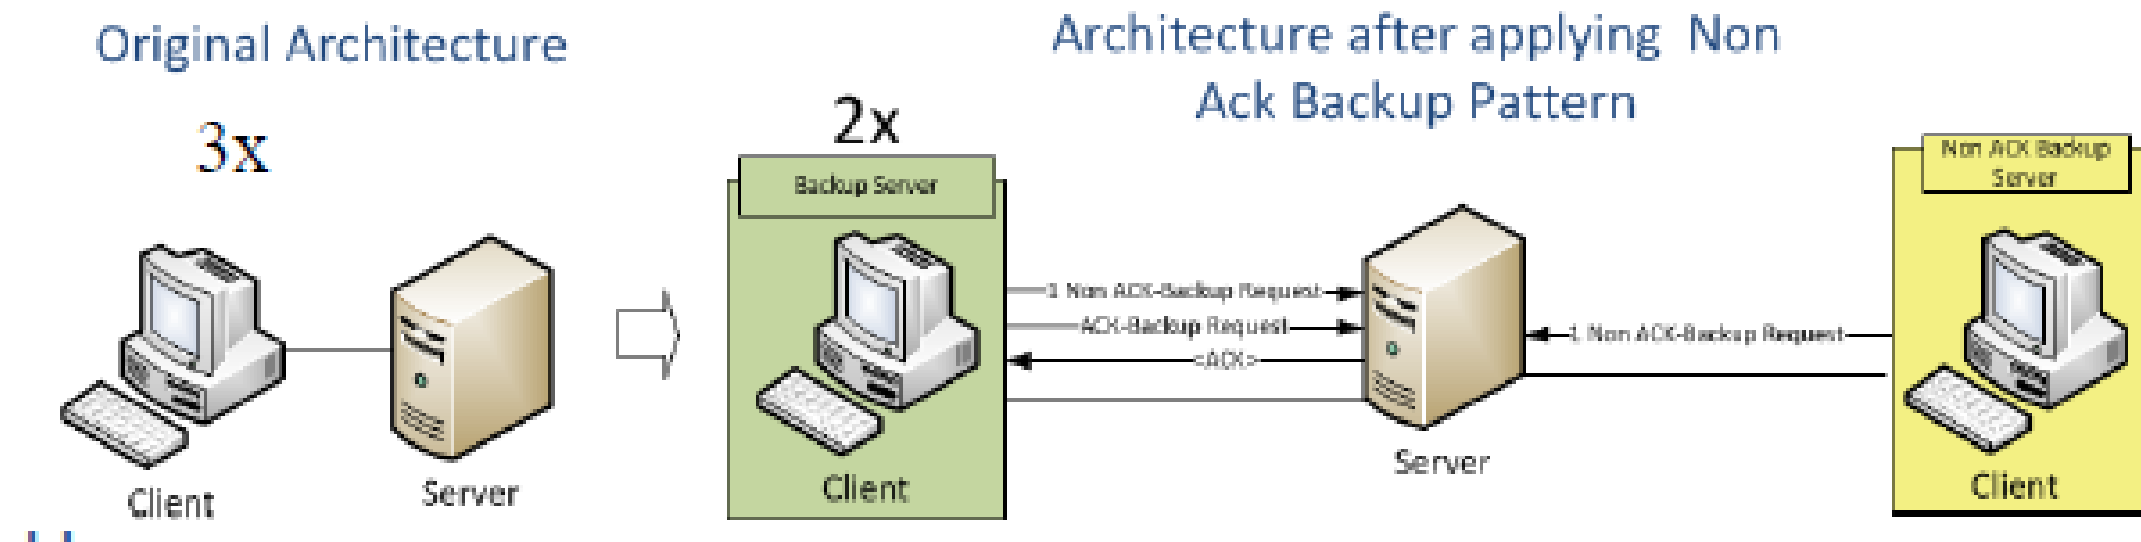 Original Architecture
Architecture after applying Non
Ack Backup Pattern
3x
2x
Backup Server
Non ACK Backup
Server
1 Non ACK-Backup Request
ACK-Backup Request
<ACK>
1 Non ACK-Backup Request
Client
Server
Client
Server
Client